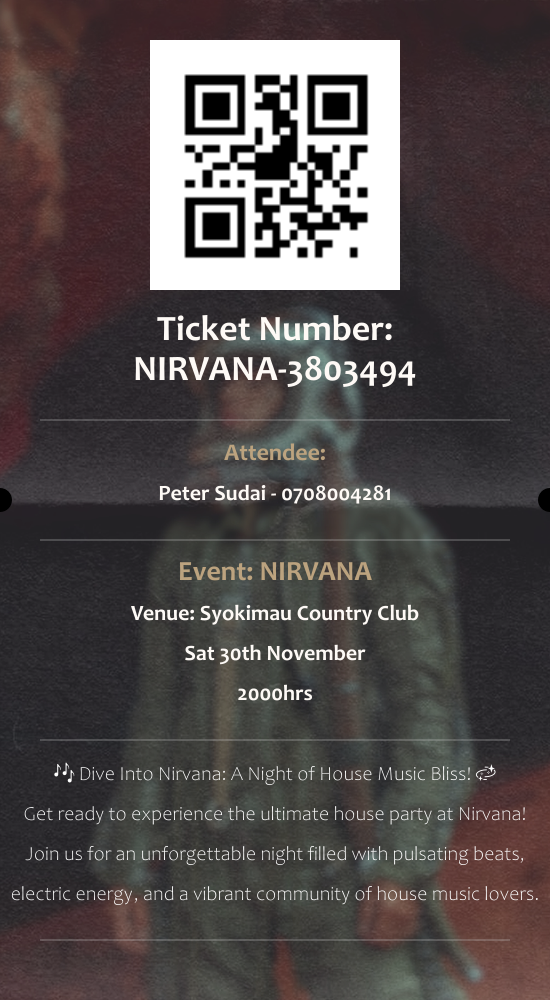 Ticket Number:
NIRVANA-3803494
Attendee:
Peter Sudai - 0708004281
Event: NIRVANA
Venue: Syokimau Country Club
Sat 30th November
2000hrs
🎶 Dive Into Nirvana: A Night of House Music Bliss! 💫
Get ready to experience the ultimate house party at Nirvana!
Join us for an unforgettable night filled with pulsating beats,
electric energy, and a vibrant community of house music lovers.